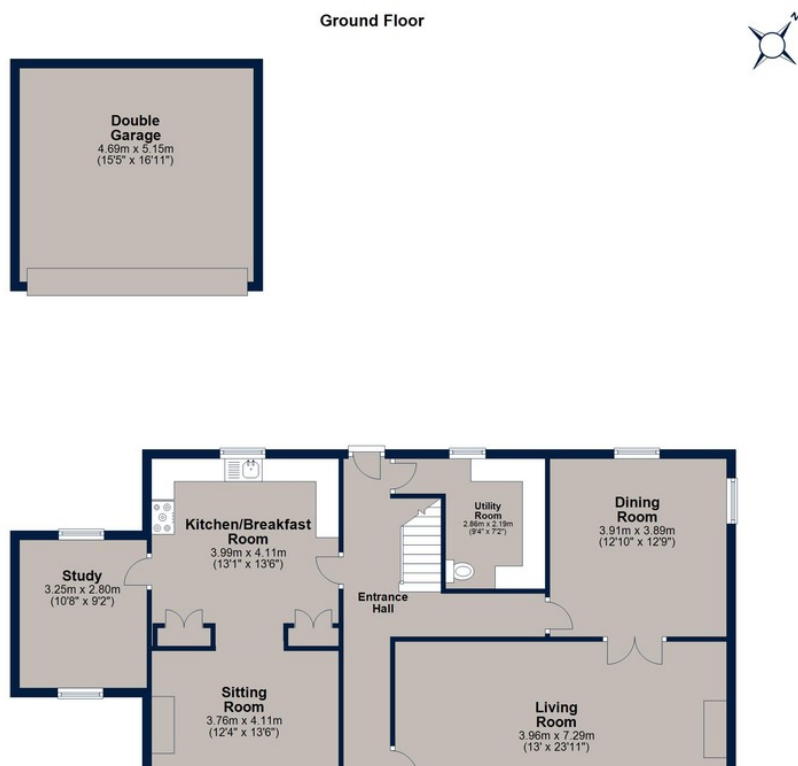 Ground Floor
N
Double
Garage
4.69m x 5.15m
(15'5" x 16'11")
Kitchen/Breakfast
Room
3.99m x 4.11m
(13'1" x 13'6")
Utility
Room
2.86m x 2.19m
(9'4" x 7'2")
Dining
Room
3.91m x 3.89m
(12'10" x 12'9")
Study
3.25m x 2.80m
(10'8" x 9'2")
Entrance
Hall
Sitting
Room
3.76m x 4.11m
(12'4" x 13'6")
Living
Room
3.96m x 7.29m
(13' x 23'11")